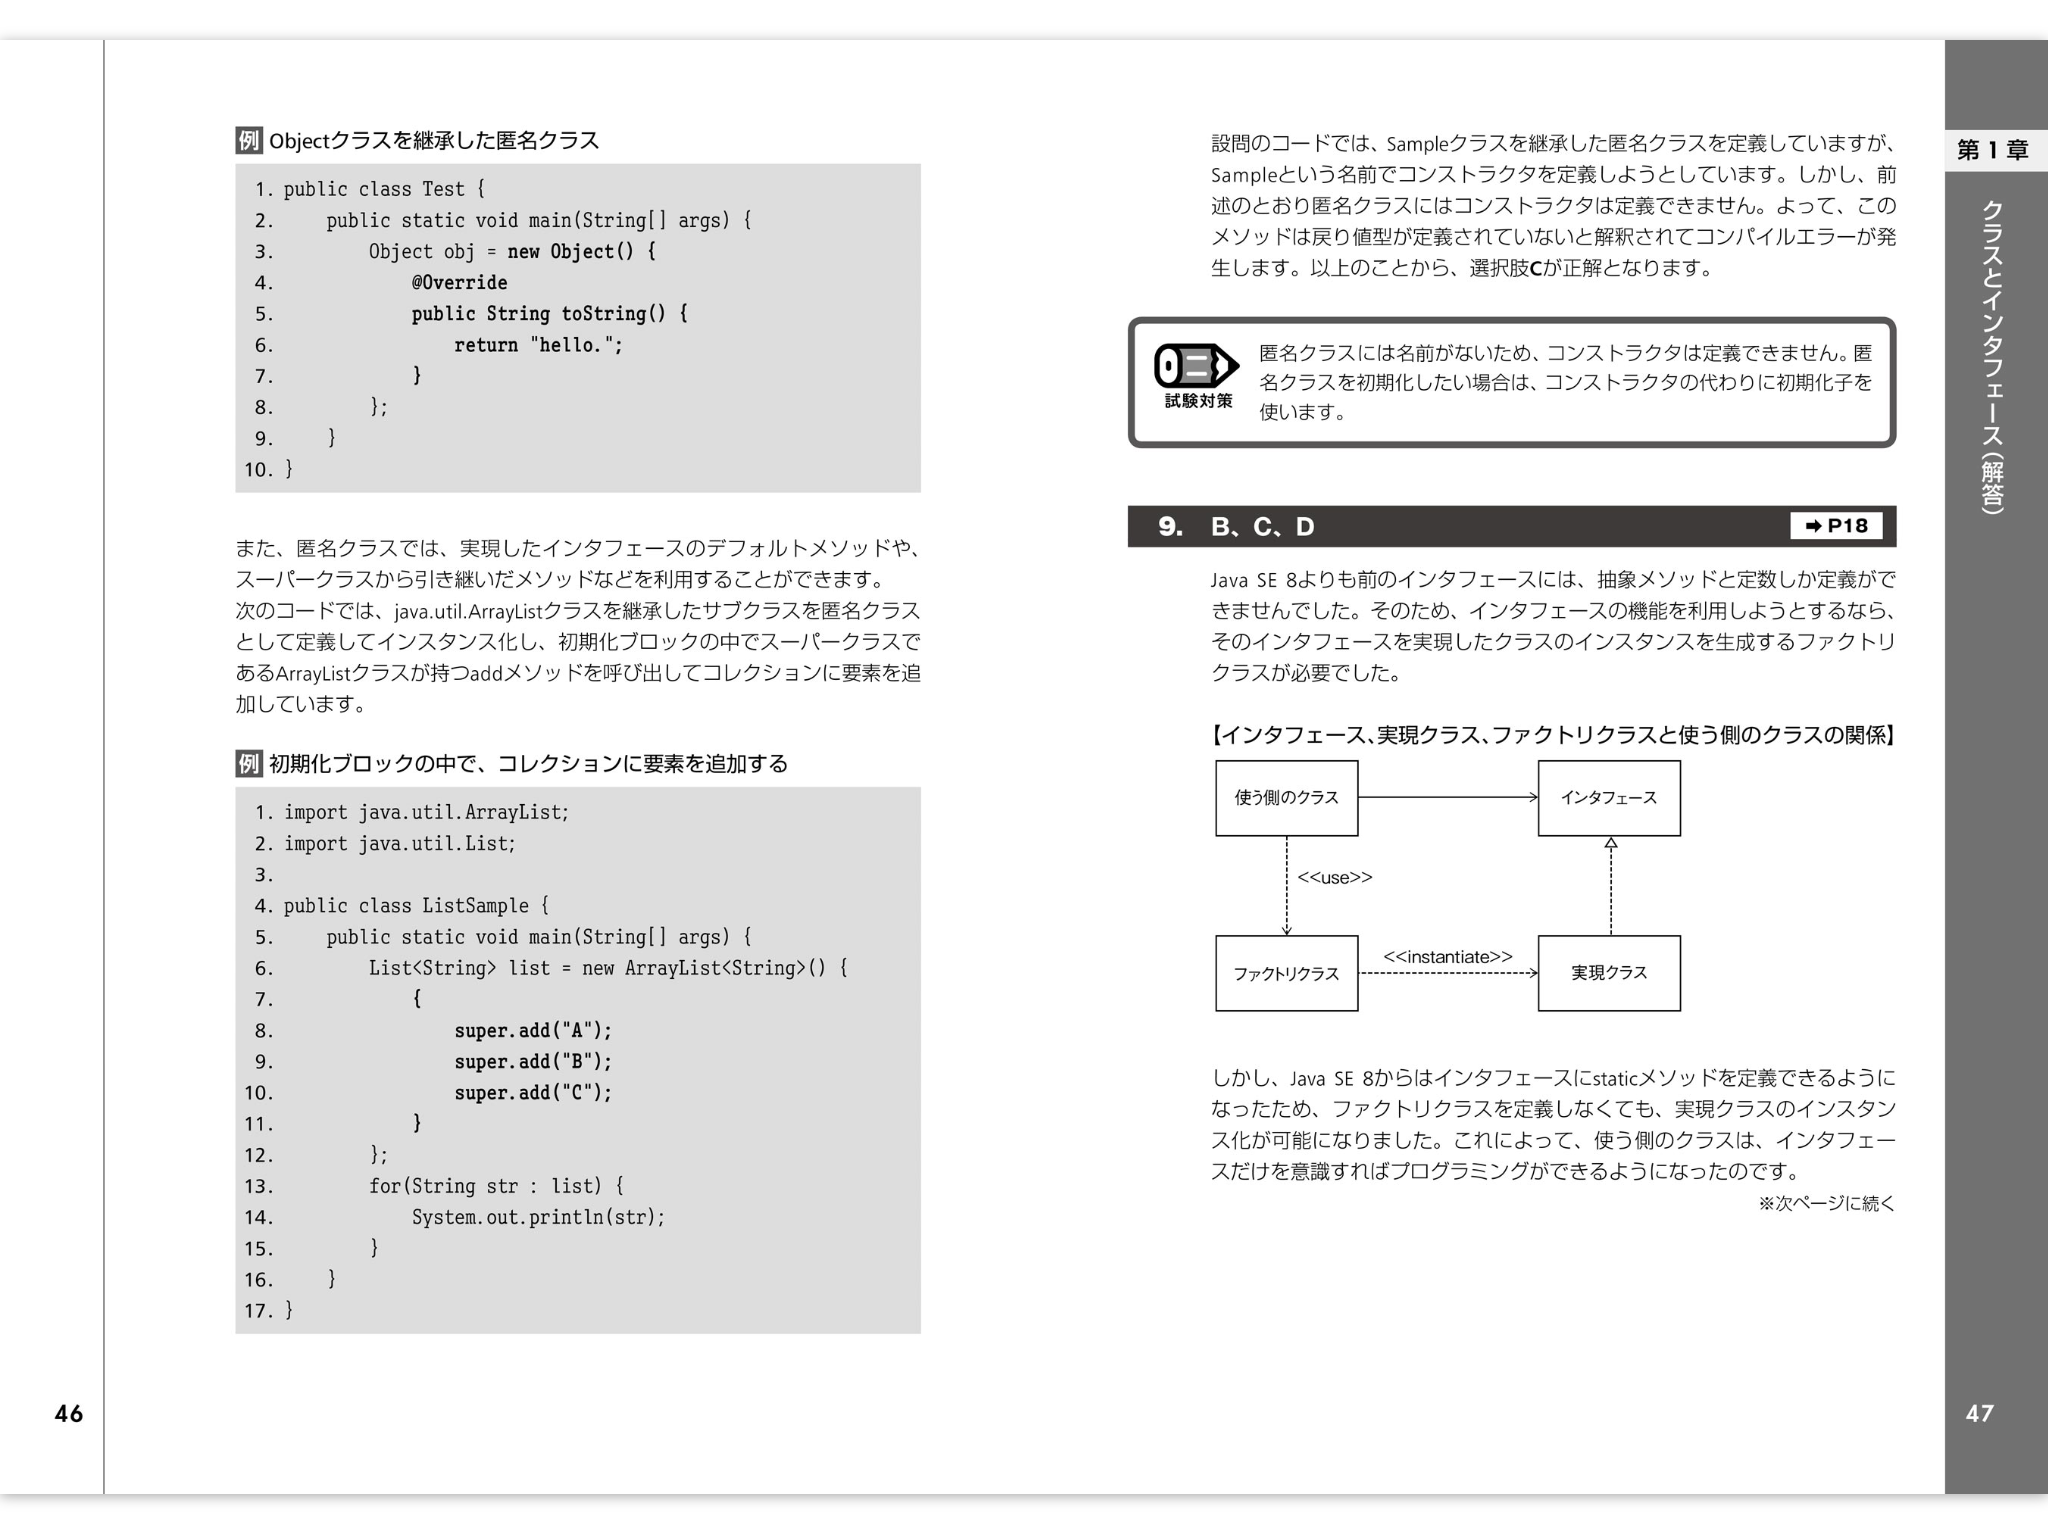 例 Objectクラスを継承した匿名クラス
1. public class Test {
2.     public static void main(String[] args) {
3.         Object obj = new Object() {
4.             @Override
5.             public String toString() {
6.                 return "hello.";
7.             }
8.         };
9.     }
10. }
また、匿名クラスでは、実現したインタフェースのデフォルトメソッドや、
スーパークラスから引き継いだメソッドなどを利用することができます。
次のコードでは、java.util.ArrayListクラスを継承したサブクラスを匿名クラス
として定義してインスタンス化し、初期化ブロックの中でスーパークラスで
あるArrayListクラスが持つaddメソッドを呼び出してコレクションに要素を追
加しています。
例 初期化ブロックの中で、コレクションに要素を追加する
1. import java.util.ArrayList;
2. import java.util.List;
3.
4. public class ListSample {
5.     public static void main(String[] args) {
6.         List<String> list = new ArrayList<String>() {
7.             {
8.                 super.add("A");
9.                 super.add("B");
10.                 super.add("C");
11.             }
12.         };
13.         for(String str : list) {
14.             System.out.println(str);
15.         }
16.     }
17. }
46
設問のコードでは、Sampleクラスを継承した匿名クラスを定義していますが、
Sampleという名前でコンストラクタを定義しようとしています。しかし、前
述のとおり匿名クラスにはコンストラクタは定義できません。よって、この
メソッドは戻り値型が定義されていないと解釈されてコンパイルエラーが発
生します。以上のことから、選択肢Cが正解となります。
試験対策
匿名クラスには名前がないため、コンストラクタは定義できません。匿
名クラスを初期化したい場合は、コンストラクタの代わりに初期化子を
使います。
9. B、C、D ➡P18
Java SE 8よりも前のインタフェースには、抽象メソッドと定数しか定義がで
きませんでした。そのため、インタフェースの機能を利用しようとするなら、
そのインタフェースを実現したクラスのインスタンスを生成するファクトリ
クラスが必要でした。
【インタフェース、実現クラス、ファクトリクラスと使う側のクラスの関係】
使う側のクラス
インタフェース
<<use>>
ファクトリクラス
<<instantiate>>
実現クラス
しかし、Java SE 8からはインタフェースにstaticメソッドを定義できるように
なったため、ファクトリクラスを定義しなくても、実現クラスのインスタン
ス化が可能になりました。これによって、使う側のクラスは、インタフェー
スだけを意識すればプログラミングができるようになったのです。
※次ページに続く
第1章
クラスとインタフェース（解答）
47